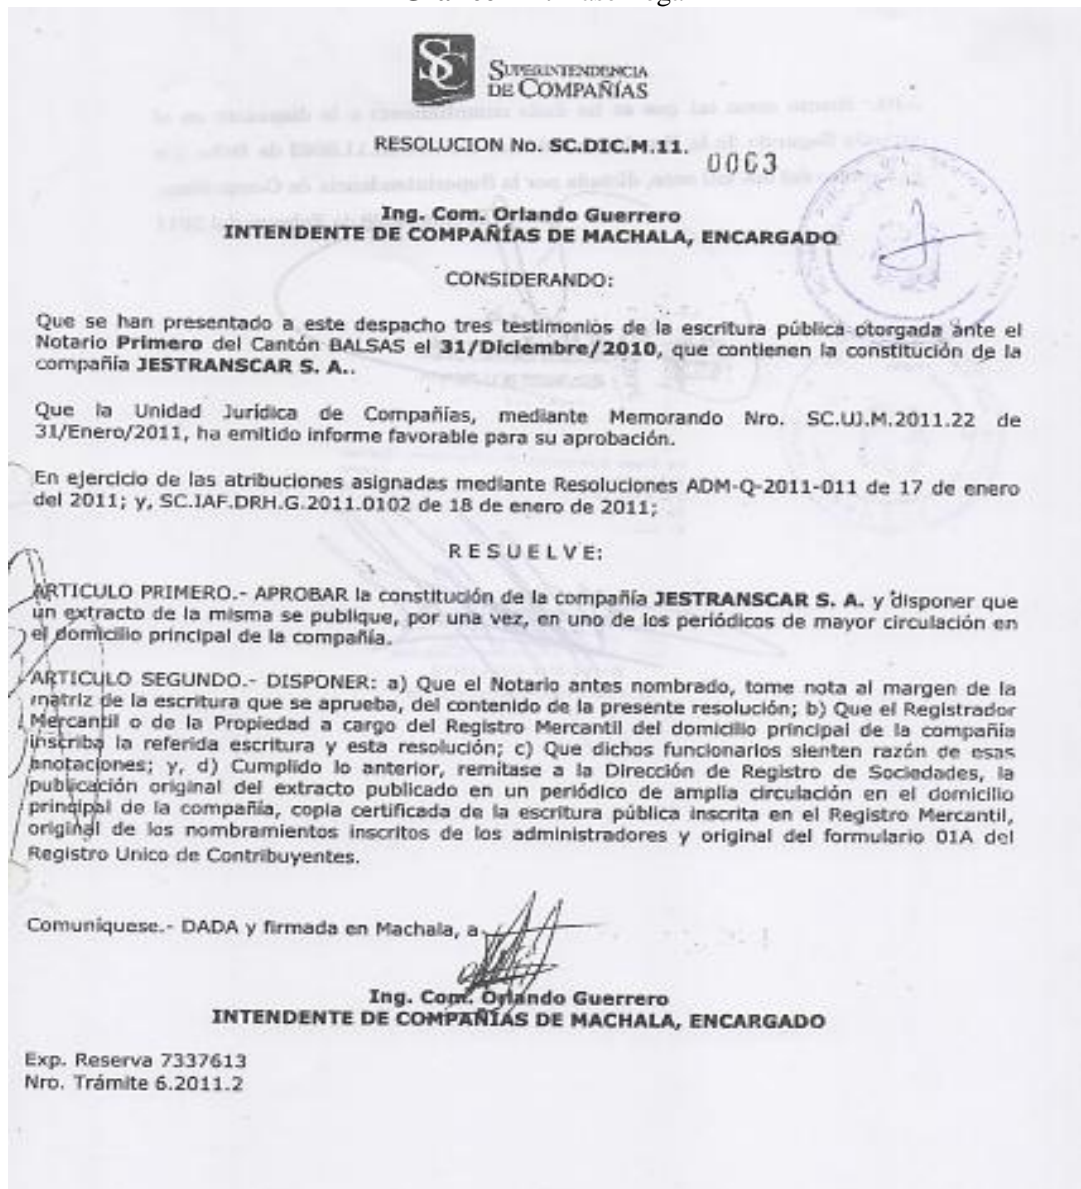 SC
SUPERINTENDENCIA
DE COMPAÑÍAS
RESOLUCION No. SC.DIC.M.11. 0003
Ing. Com. Orlando Guerrero
INTENDENTE DE COMPAÑÍAS DE MACHALA, ENCARGADO
CONSIDERANDO:
Que se han presentado a este despacho tres testimonios de la escritura pública otorgada ante el
Notario Primero del Cantón BALSAS el 31/Diciembre/2010, que contienen la constitución de la
compañía JESTRANSCAR S. A..
Que la Unidad Jurídica de Compañías, mediante Memorando Nro. SC.UJ.M.2011.22 de
31/Enero/2011, ha emitido informe favorable para su aprobación.
En ejercicio de las atribuciones asignadas mediante Resoluciones ADM-Q-2011-011 de 17 de enero
del 2011; y, SC.IAF.DRH.G.2011.0102 de 18 de enero de 2011;
R E S U E L V E:
ARTICULO PRIMERO.- APROBAR la constitución de la compañía JESTRANSCAR S. A. y disponer que
un extracto de la misma se publique, por una vez, en uno de los periódicos de mayor circulación en
el domicilio principal de la compañía.
ARTICULO SEGUNDO.- DISPONER: a) Que el Notario antes nombrado, tome nota al margen de la
matriz de la escritura que se aprueba, del contenido de la presente resolución; b) Que el Registrador
Mercantil o de la Propiedad a cargo del Registro Mercantil del domicilio principal de la compañía
inscriba la referida escritura y esta resolución; c) Que dichos funcionarios sienten razón de esas
anotaciones; y, d) Cumplido lo anterior, remítase a la Dirección de Registro de Sociedades, la
publicación original del extracto publicado en un periódico de amplia circulación en el domicilio
principal de la compañía, copia certificada de la escritura pública inscrita en el Registro Mercantil,
original de los nombramientos inscritos de los administradores y original del formulario 01A del
Registro Unico de Contribuyentes.
Comuníquese.- DADA y firmada en Machala, a
Ing. Com. Orlando Guerrero
INTENDENTE DE COMPAÑÍAS DE MACHALA, ENCARGADO
Exp. Reserva 7337613
Nro. Trámite 6.2011.2